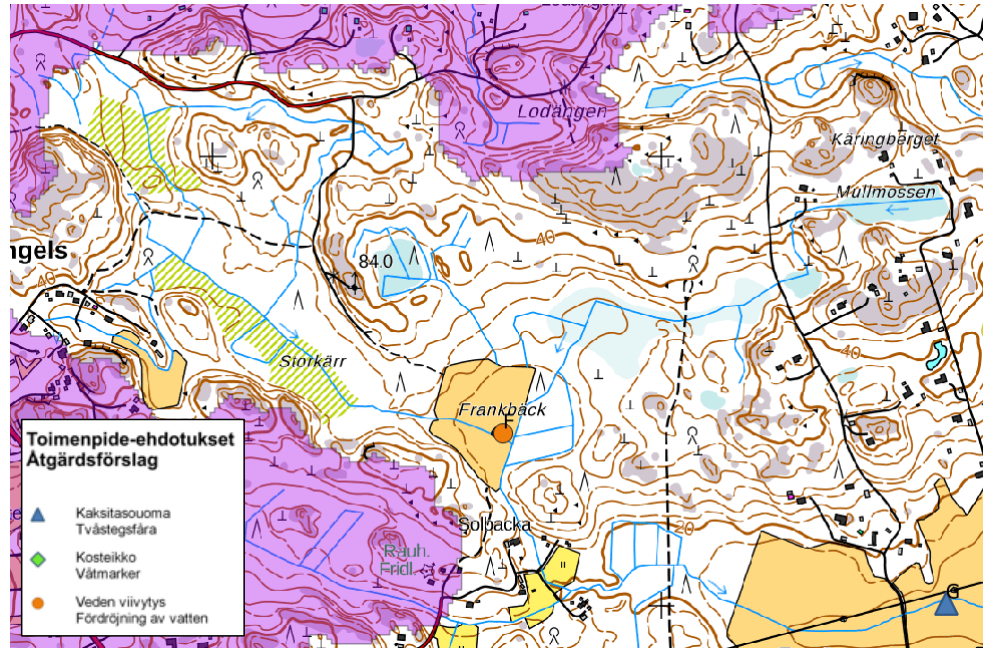 Lodängen
Käringberget
Mullmossen
40
84.0
ngels
40
40
Siorkärr
Frankbäck
F
Toimenpide-ehdotukset
Åtgärdsförslag
Kaksitasouoma
Tvåstegsfåra
Kosteikko
Våtmarker
Veden viivytys
Fördröjning av vatten
Solbacka
20
Rauh.
Fridl.
G